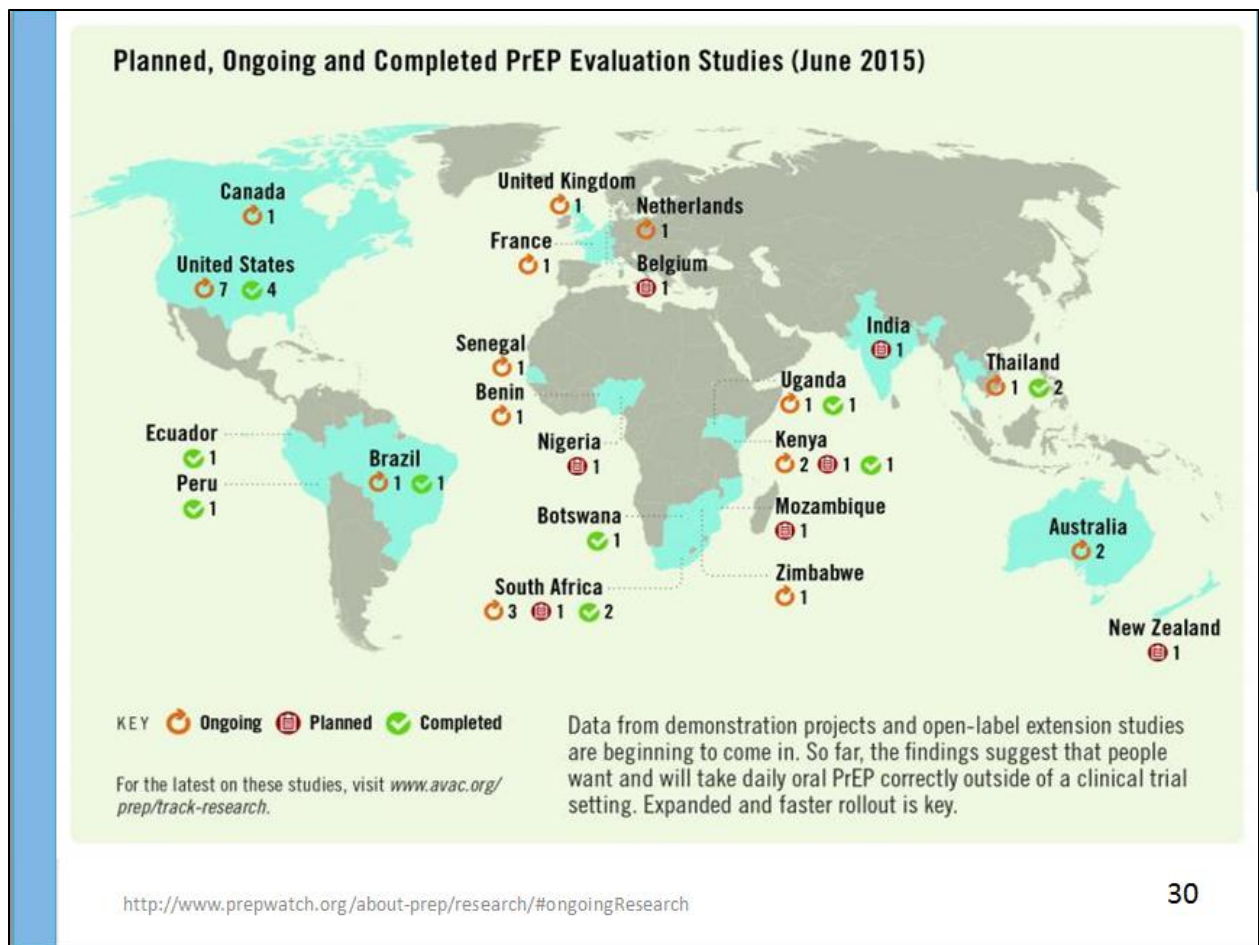 Planned, Ongoing and Completed PrEP Evaluation Studies (June 2015)
Canada
1
United States
7 4
United Kingdom
1
Netherlands
1
France
1
Belgium
1
Senegal
1
Benin
1
Nigeria
1
India
1
Thailand
1 2
Uganda
1 1
Kenya
2 1 1
Ecuador
1
Peru
1
Brazil
1 1
Botswana
1
Mozambique
1
South Africa
3 1 2
Zimbabwe
1
Australia
2
New Zealand
1
KEY Ongoing Planned Completed
For the latest on these studies, visit www.avac.org/
prep/track-research.
Data from demonstration projects and open-label extension studies
are beginning to come in. So far, the findings suggest that people
want and will take daily oral PrEP correctly outside of a clinical trial
setting. Expanded and faster rollout is key.
http://www.prepwatch.org/about-prep/research/#ongoingResearch
30